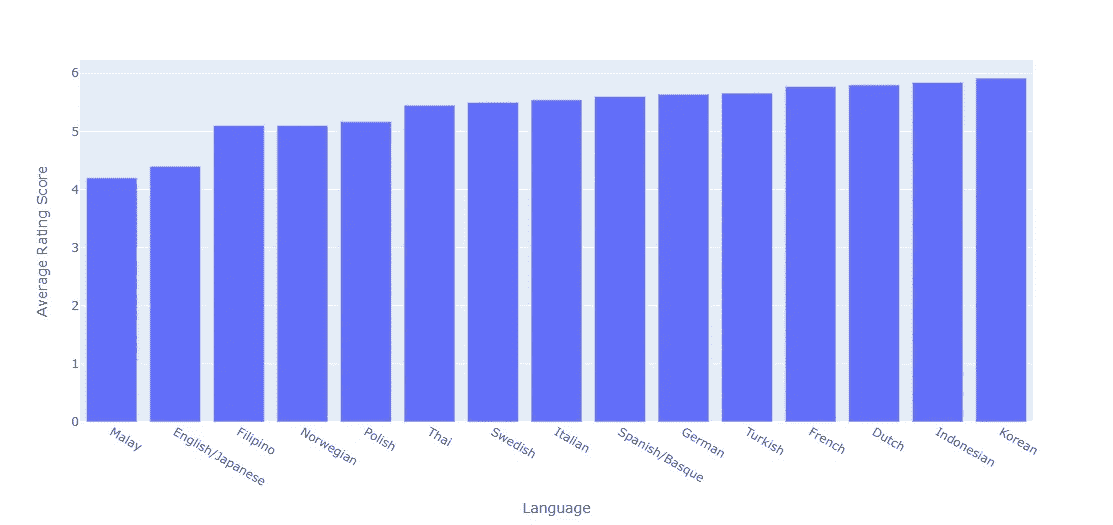 6
5
4
3
2
1
0
Average Rating Score
Malay
English/Japanese
Filipino
Norwegian
Polish
Thai
Swedish
Italian
Spanish/Basque
German
Turkish
French
Dutch
Indonesian
Korean
Language